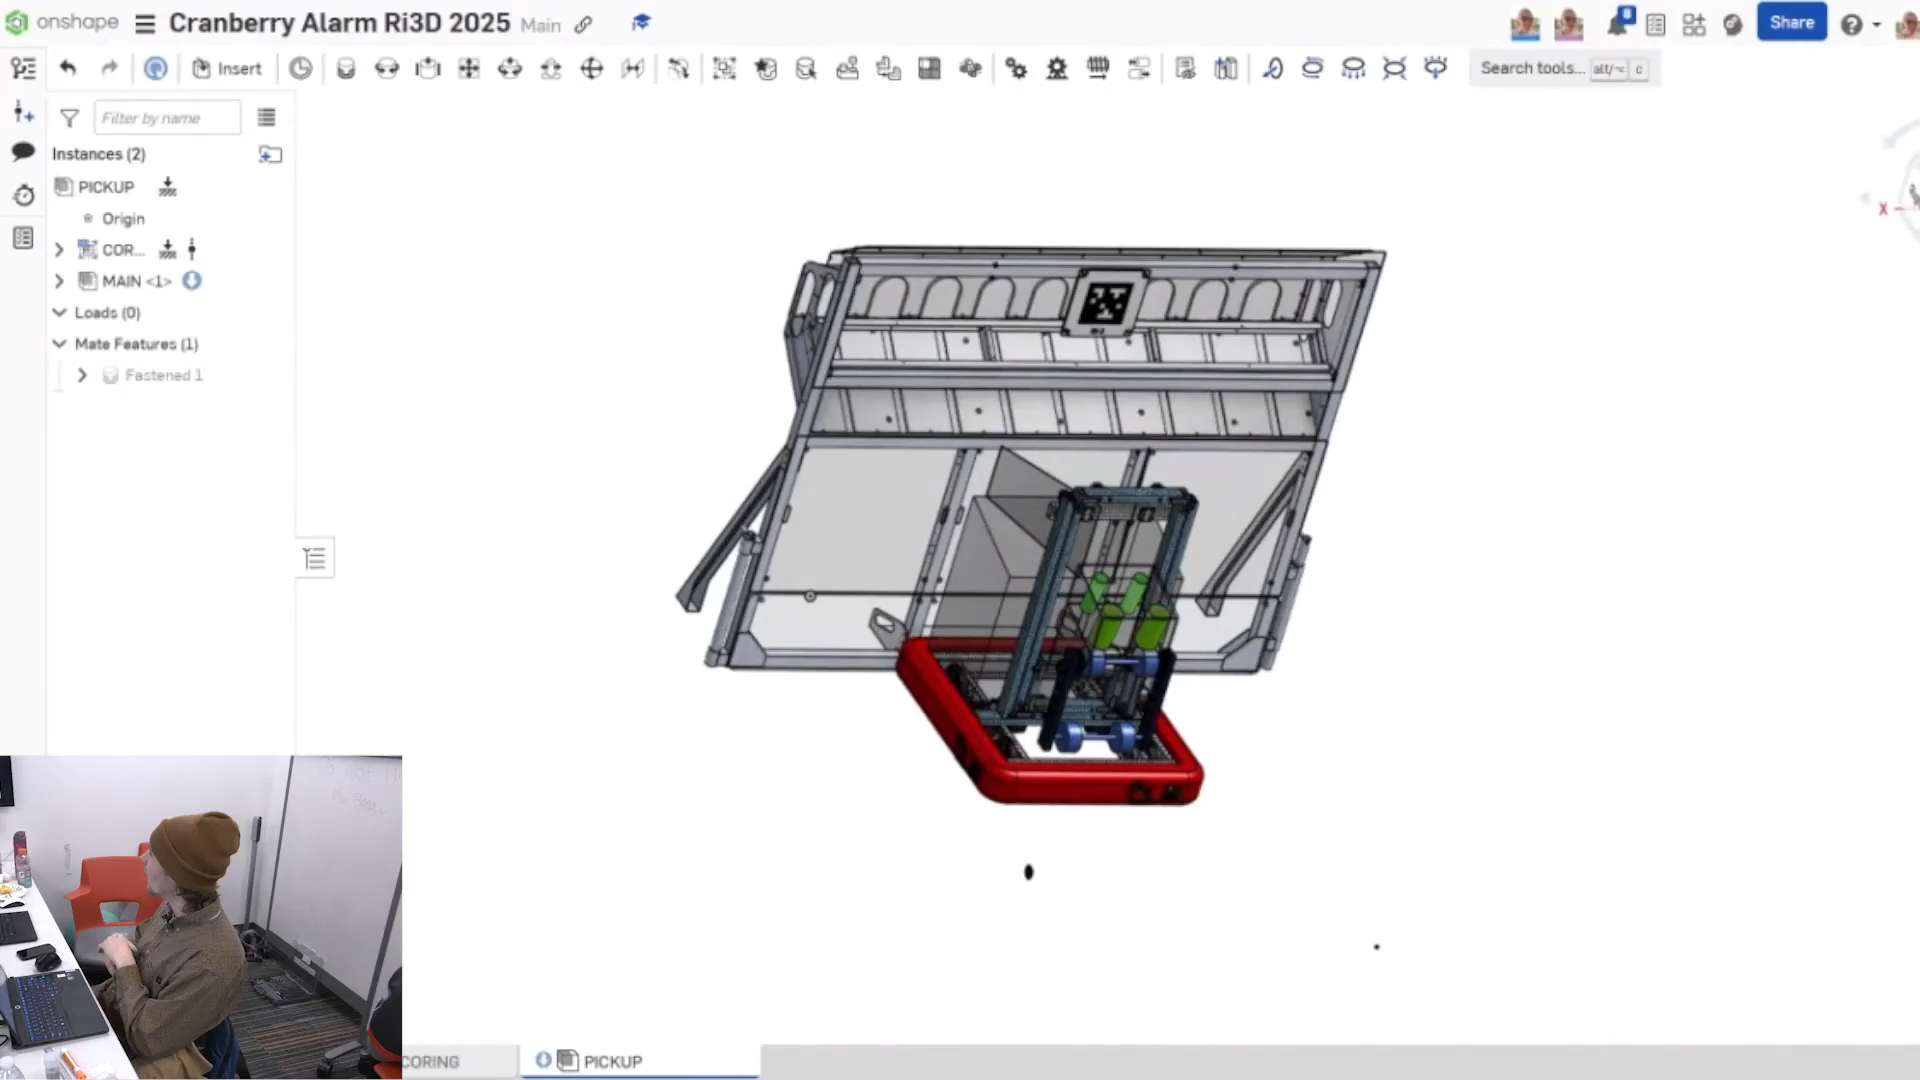 onshape Cranberry Alarm Ri3D 2025 Main 8 Share
Insert Search tools... alt/⌥ c
Filter by name
Instances (2)
PICKUP
Origin
COR...
MAIN <1>
Loads (0)
Mate Features (1)
Fastened 1
X
CORING PICKUP